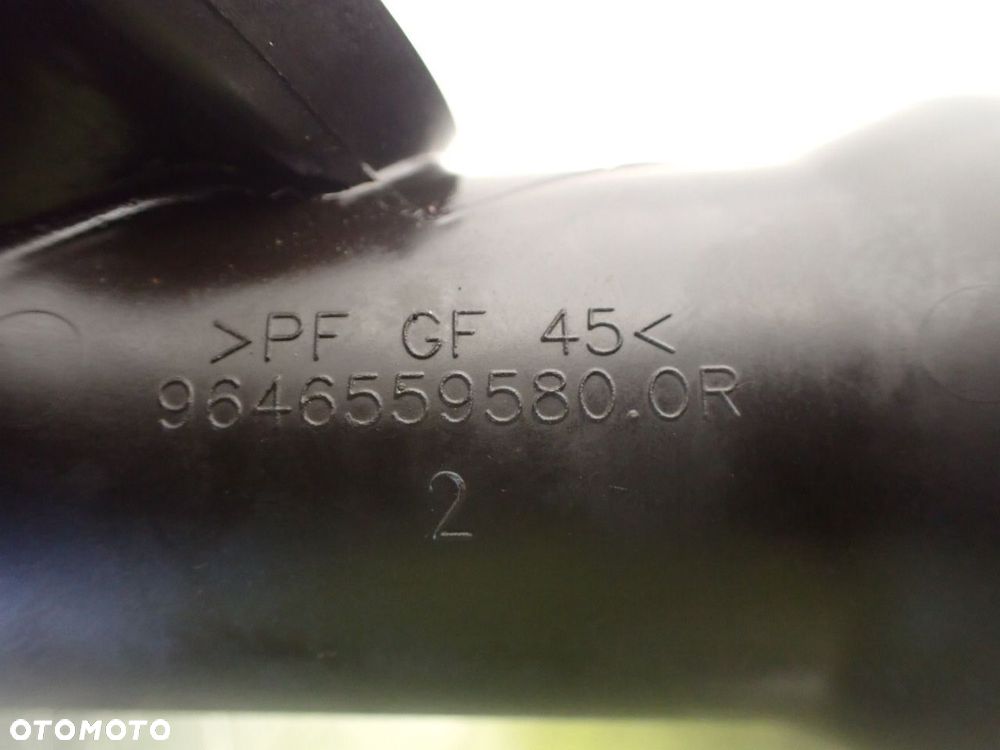 >PF GF 45<
9646559580.0R
2
OTOMOTO